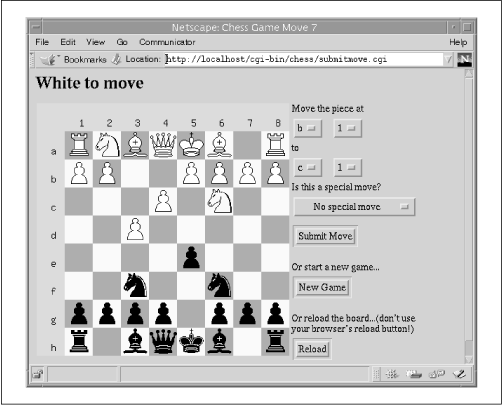 Netscape: Chess Game Move 7
File Edit View Go Communicator Help
Bookmarks Location: http://localhost/cgi-bin/chess/submitmove.cgi
N
White to move
1 2 3 4 5 6 7 8
a
b
c
d
e
f
g
h
Move the piece at
b 1
to
c 1
Is this a special move?
No special move
Submit Move
Or start a new game...
New Game
Or reload the board...(don't use
your browser's reload button!)
Reload